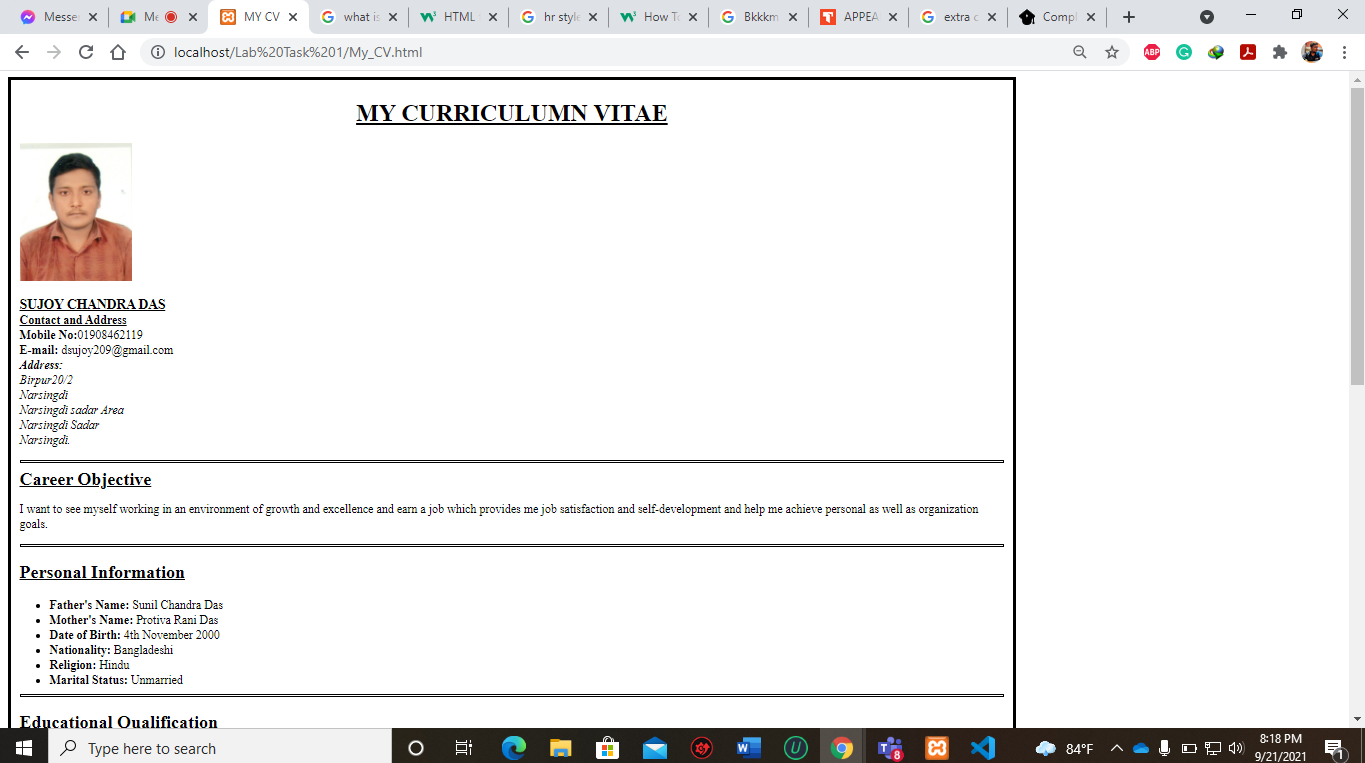 Messen
Me
MY CV
what is
HTML
hr style
How To
Bkkkm
APPEA
extra c
Compl
localhost/Lab%20Task%201/My_CV.html
ABP
MY CURRICULUMN VITAE
SUJOY CHANDRA DAS
Contact and Address
Mobile No:01908462119
E-mail: dsujoy209@gmail.com
Address:
Birpur20/2
Narsingdi
Narsingdi sadar Area
Narsingdi Sadar
Narsingdi.
Career Objective
I want to see myself working in an environment of growth and excellence and earn a job which provides me job satisfaction and self-development and help me achieve personal as well as organization
goals.
Personal Information
Father's Name: Sunil Chandra Das
Mother's Name: Protiva Rani Das
Date of Birth: 4th November 2000
Nationality: Bangladeshi
Religion: Hindu
Marital Status: Unmarried
Educational Qualification
Type here to search
8
84°F
8:18 PM
9/21/2021
1